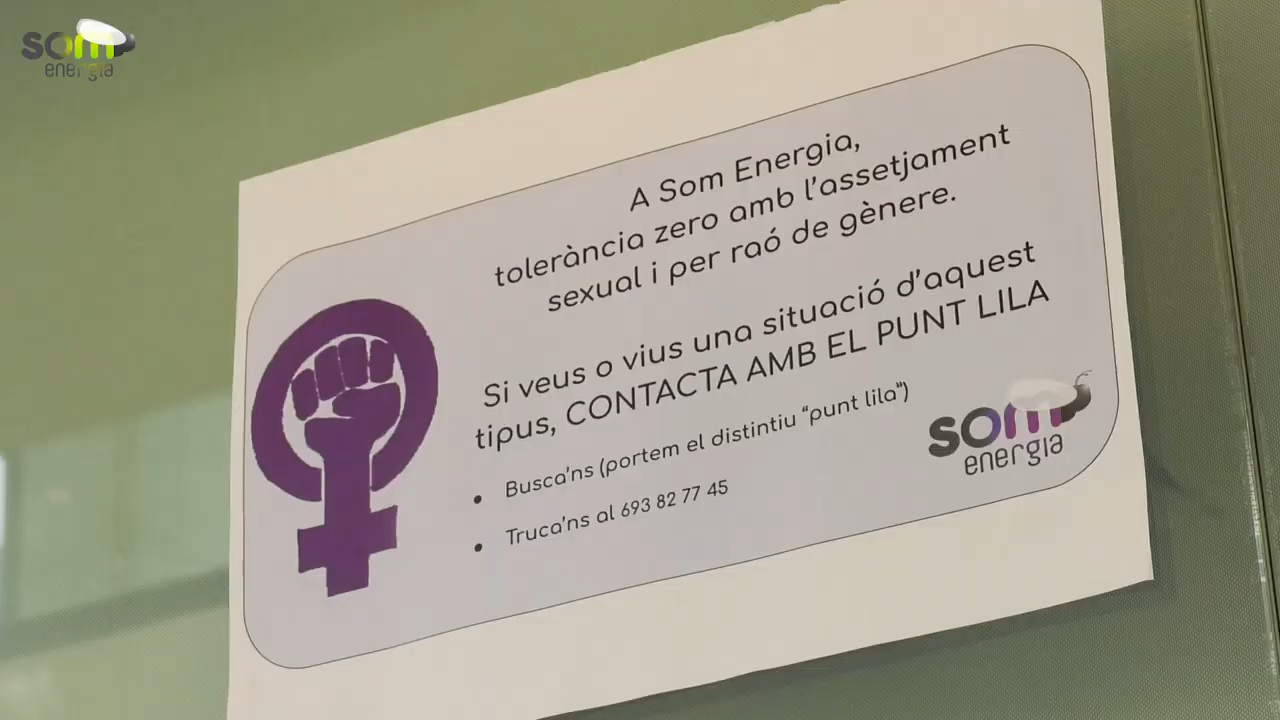 som
energia
A Som Energia,
tolerància zero amb l'assetjament
sexual i per raó de gènere.
Si veus o vius una situació d'aquest
tipus, CONTACTA AMB EL PUNT LILA
• Busca'ns (portem el distintiu "punt lila")
• Truca'ns al 693 82 77 45
som
energia